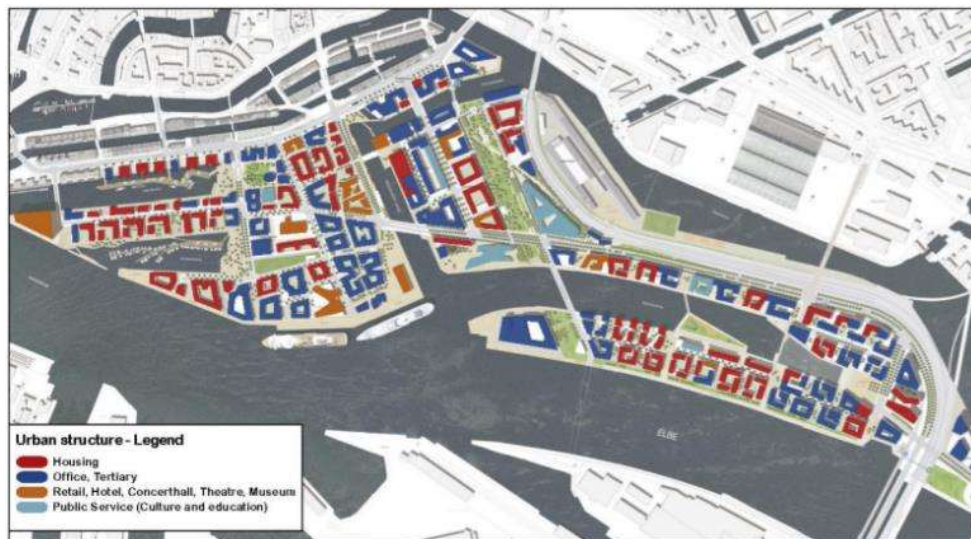 ELBE
Urban structure - Legend
Housing
Office, Tertiary
Retail, Hotel, Concerthall, Theatre, Museum
Public Service (Culture and education)